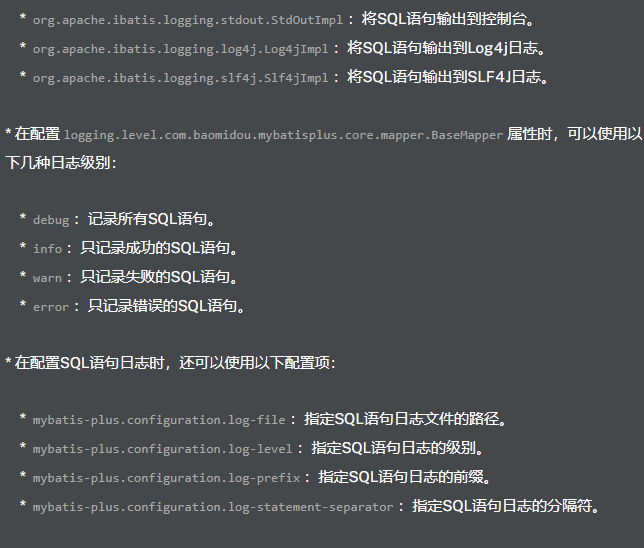 * org.apache.ibatis.logging.stdout.StdOutImpl：将SQL语句输出到控制台。
* org.apache.ibatis.logging.log4j.Log4jImpl：将SQL语句输出到Log4j日志。
* org.apache.ibatis.logging.slf4j.Slf4jImpl：将SQL语句输出到SLF4J日志。
* 在配置 logging.level.com.baomidou.mybatisplus.core.mapper.BaseMapper 属性时，可以使用以
下几种日志级别：
* debug：记录所有SQL语句。
* info：只记录成功的SQL语句。
* warn：只记录失败的SQL语句。
* error：只记录错误的SQL语句。
* 在配置SQL语句日志时，还可以使用以下配置项：
* mybatis-plus.configuration.log-file：指定SQL语句日志文件的路径。
* mybatis-plus.configuration.log-level：指定SQL语句日志的级别。
* mybatis-plus.configuration.log-prefix：指定SQL语句日志的前缀。
* mybatis-plus.configuration.log-statement-separator：指定SQL语句日志的分隔符。